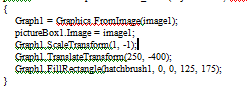 {
Graph1 = Graphics.FromImage(image1);
pictureBox1.Image = image1;
Graph1.ScaleTransform(1, -1);
Graph1.TranslateTransform(250, -400);
Graph1.FillRectangle(hatchbrush1, 0, 0, 125, 175);
}